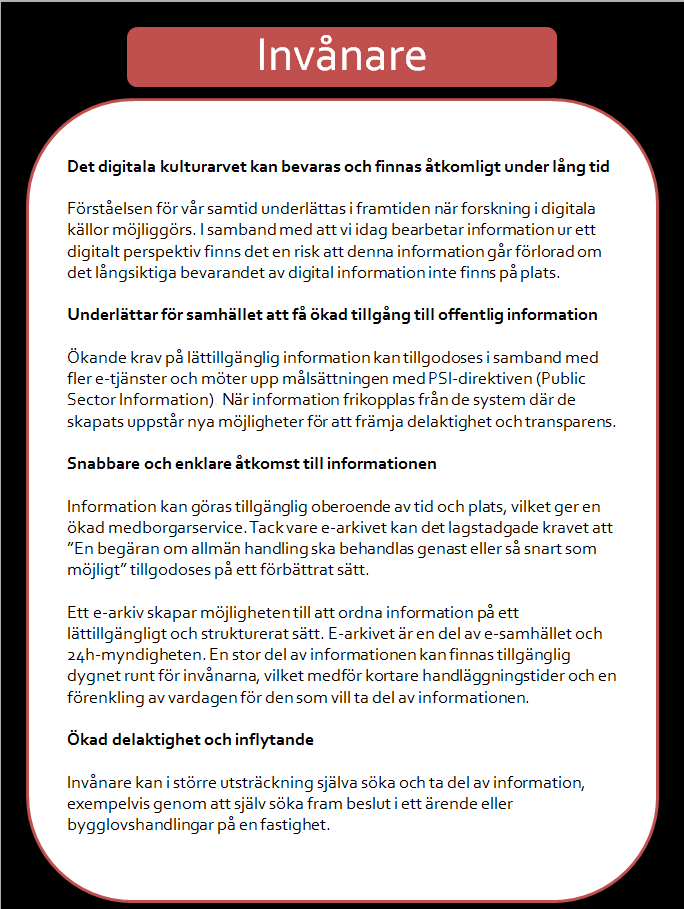 Invånare
Det digitala kulturarvet kan bevaras och finnas åtkomligt under lång tid
Förståelsen för vår samtid underlättas i framtiden när forskning i digitala
källor möjliggörs. I samband med att vi idag bearbetar information ur ett
digitalt perspektiv finns det en risk att denna information går förlorad om
det långsiktiga bevarandet av digital information inte finns på plats.
Underlättar för samhället att få ökad tillgång till offentlig information
Ökande krav på lättillgänglig information kan tillgodoses i samband med
fler e-tjänster och möter upp målsättningen med PSI-direktiven (Public
Sector Information). När information frikopplas från de system där de
skapats uppstår nya möjligheter för att främja delaktighet och transparens.
Snabbare och enklare åtkomst till informationen
Information kan göras tillgänglig oberoende av tid och plats, vilket ger en
ökad medborgarservice. Tack vare e-arkivet kan det lagstadgade kravet att
”En begäran om allmän handling ska behandlas genast eller så snart som
möjligt” tillgodoses på ett förbättrat sätt.
Ett e-arkiv skapar möjligheten till att ordna information på ett
lättillgängligt och strukturerat sätt. E-arkivet är en del av e-samhället och
24h-myndigheten. En stor del av informationen kan finnas tillgänglig
dygnet runt för invånarna, vilket medför kortare handläggningstider och en
förenkling av vardagen för den som vill ta del av informationen.
Ökad delaktighet och inflytande
Invånare kan i större utsträckning själva söka och ta del av information,
exempelvis genom att själv söka fram beslut i ett ärende eller
bygglovshandlingar på en fastighet.